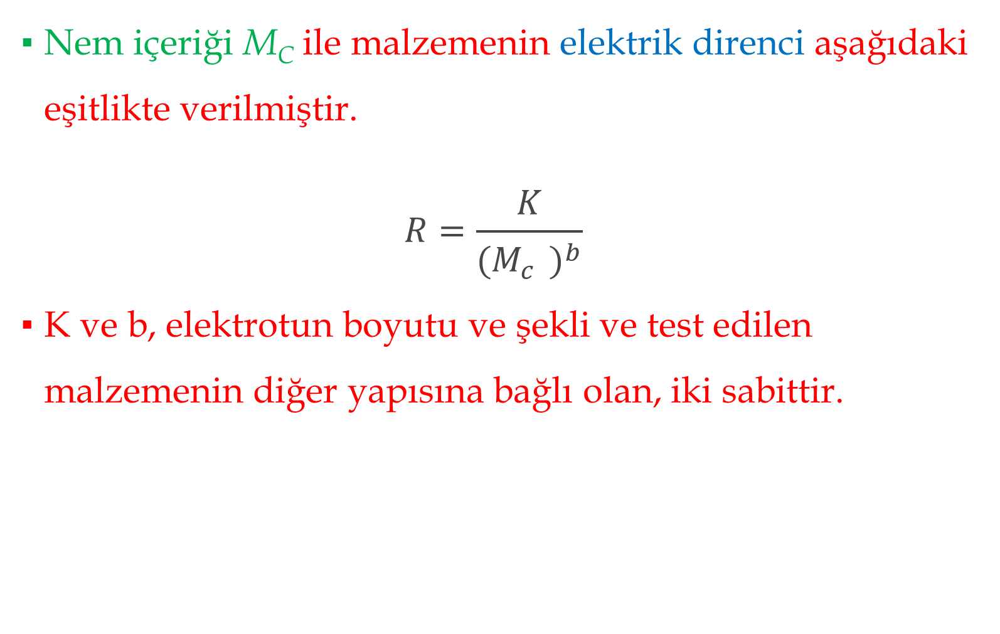 ▪ Nem içeriği M_C ile malzemenin elektrik direnci aşağıdaki
eşitlikte verilmiştir.
R = K / (M_c )^b
▪ K ve b, elektrotun boyutu ve şekli ve test edilen
malzemenin diğer yapısına bağlı olan, iki sabittir.